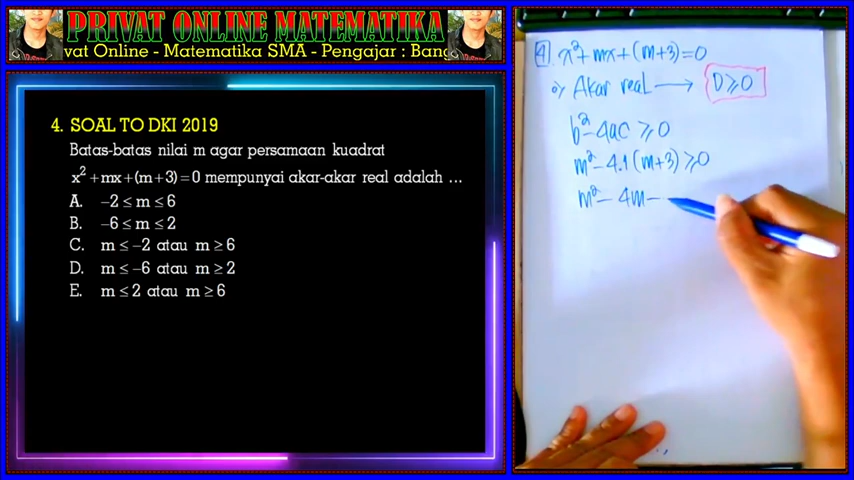 PRIVAT ONLINE MATEMATIKA
vat Online - Matematika SMA - Pengajar : Bang
4. SOAL TO DKI 2019
Batas-batas nilai m agar persamaan kuadrat
x²+mx+(m+3)=0 mempunyai akar-akar real adalah ...
A. −2 ≤ m ≤ 6
B. −6 ≤ m ≤ 2
C. m ≤ −2 atau m ≥ 6
D. m ≤ −6 atau m ≥ 2
E. m ≤ 2 atau m ≥ 6
4. x²+mx+(m+3)=0
Akar real → D≥0
b²-4ac ≥0
m²-4.1(m+3) ≥0
m²- 4m-